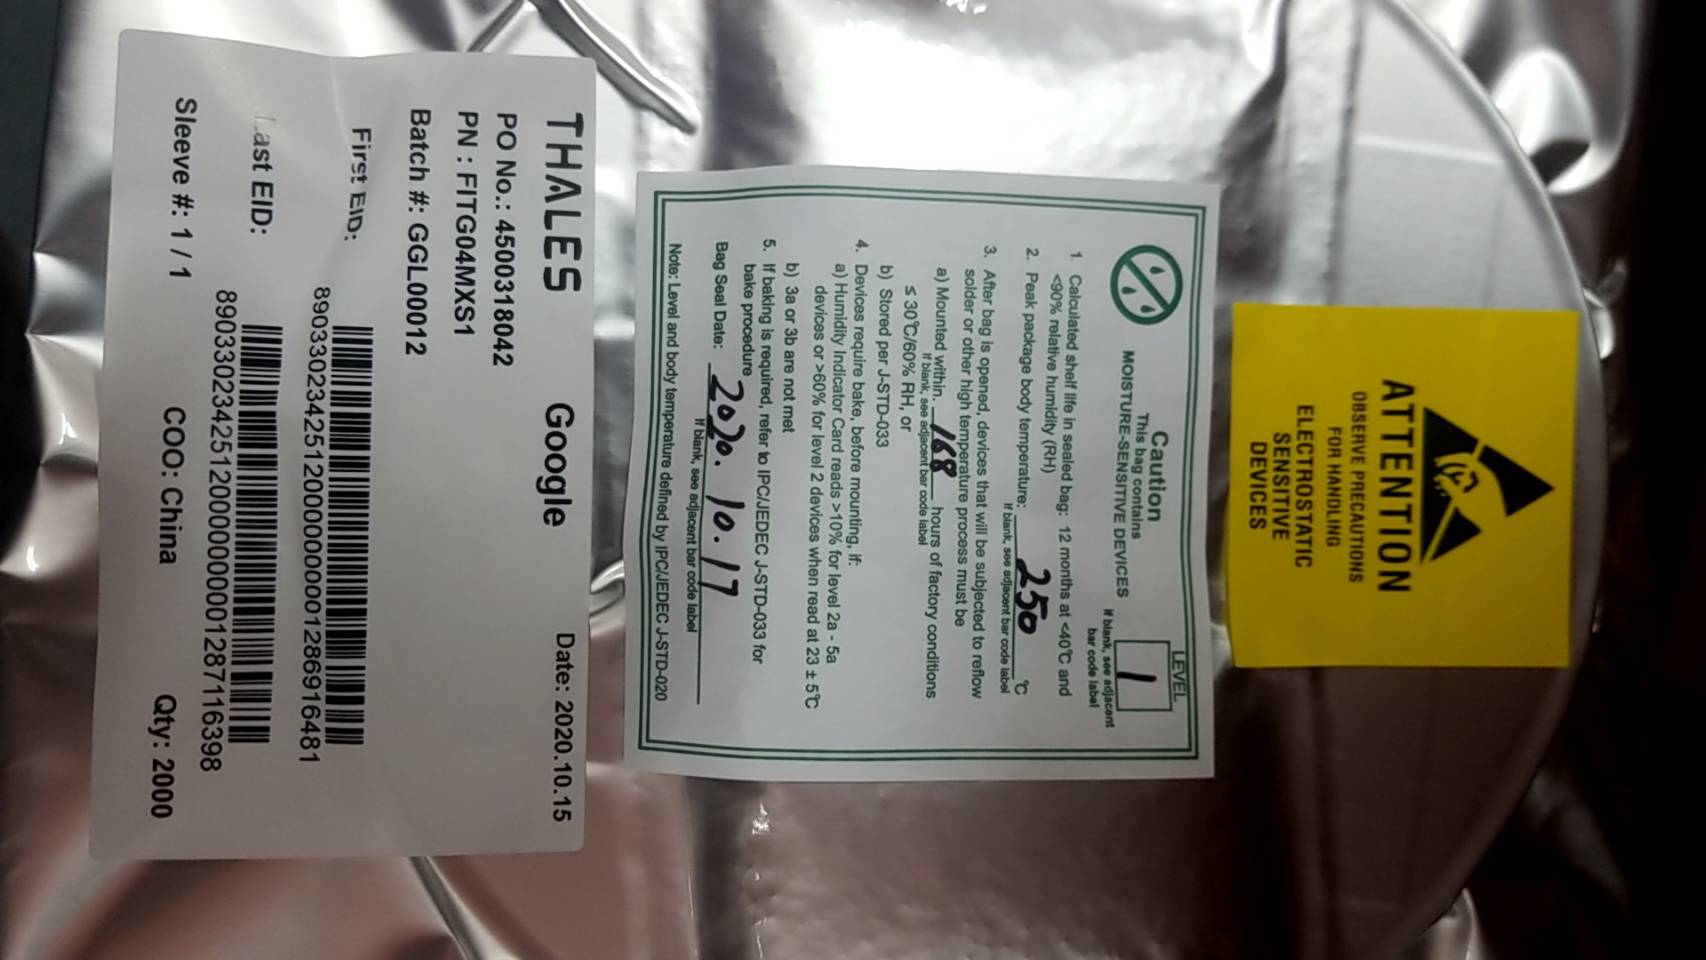 ATTENTION
OBSERVE PRECAUTIONS
FOR HANDLING
ELECTROSTATIC
SENSITIVE
DEVICES
LEVEL
1
If blank, see adjacent
bar code label
Caution
This bag contains
MOISTURE-SENSITIVE DEVICES
1. Calculated shelf life in sealed bag: 12 months at <40℃ and
<90% relative humidity (RH)
2. Peak package body temperature: 250 ℃
If blank, see adjacent bar code label
3. After bag is opened, devices that will be subjected to reflow
solder or other high temperature process must be
a) Mounted within. 168 hours of factory conditions
If blank, see adjacent bar code label
≤ 30℃/60% RH, or
b) Stored per J-STD-033
4. Devices require bake, before mounting, if:
a) Humidity Indicator Card reads >10% for level 2a - 5a
devices or >60% for level 2 devices when read at 23 ± 5℃
b) 3a or 3b are not met
5. If baking is required, refer to IPC/JEDEC J-STD-033 for
bake procedure
Bag Seal Date: 2020. 10. 17
If blank, see adjacent bar code label
Note: Level and body temperature defined by IPC/JEDEC J-STD-020
THALES Google Date: 2020.10.15
PO No.: 4500318042
PN : FITG04MXS1
Batch #: GGL00012
First EID:
89033023425120000000001286916481
Last EID:
89033023425120000000001287116398
Sleeve #: 1 / 1 COO: China Qty: 2000